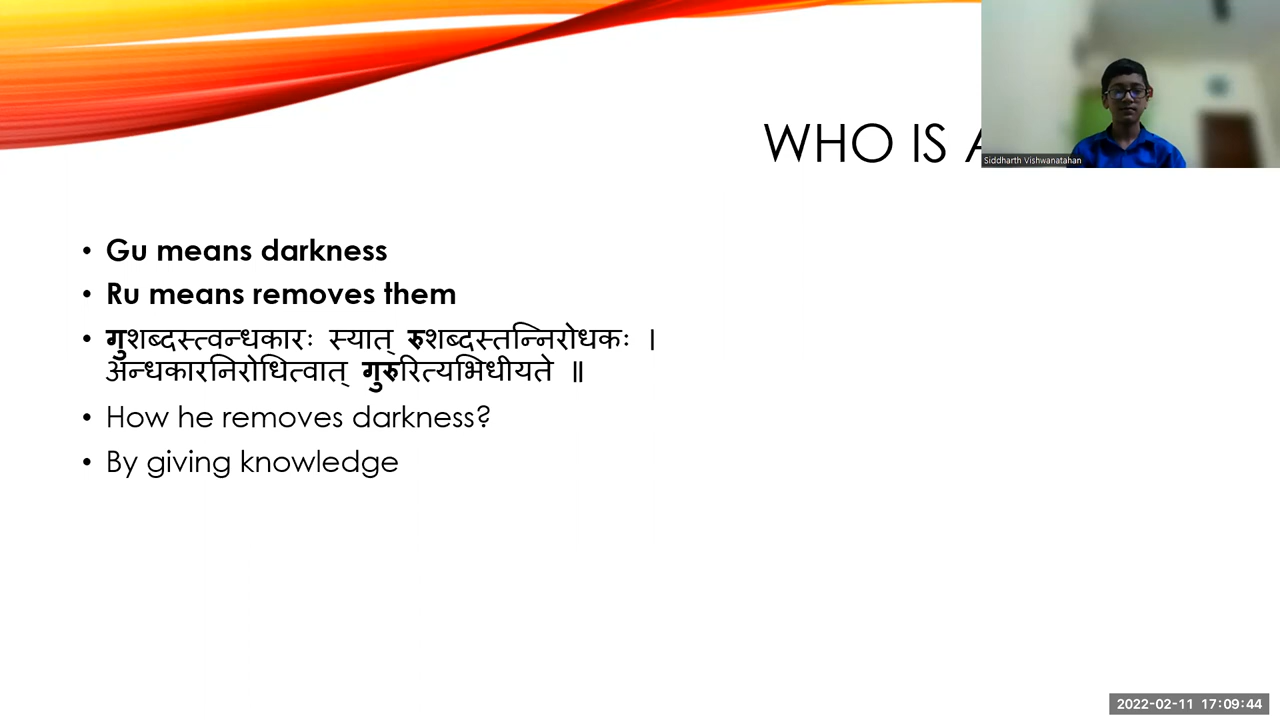 WHO IS A
Siddharth Vishwanatahan
• Gu means darkness
• Ru means removes them
• गुशब्दस्त्वन्धकारः स्यात् रुशब्दस्तन्निरोधकः ।
अन्धकारनिरोधित्वात् गुरुरित्यभिधीयते ॥
• How he removes darkness?
• By giving knowledge
2022-02-11 17:09:44